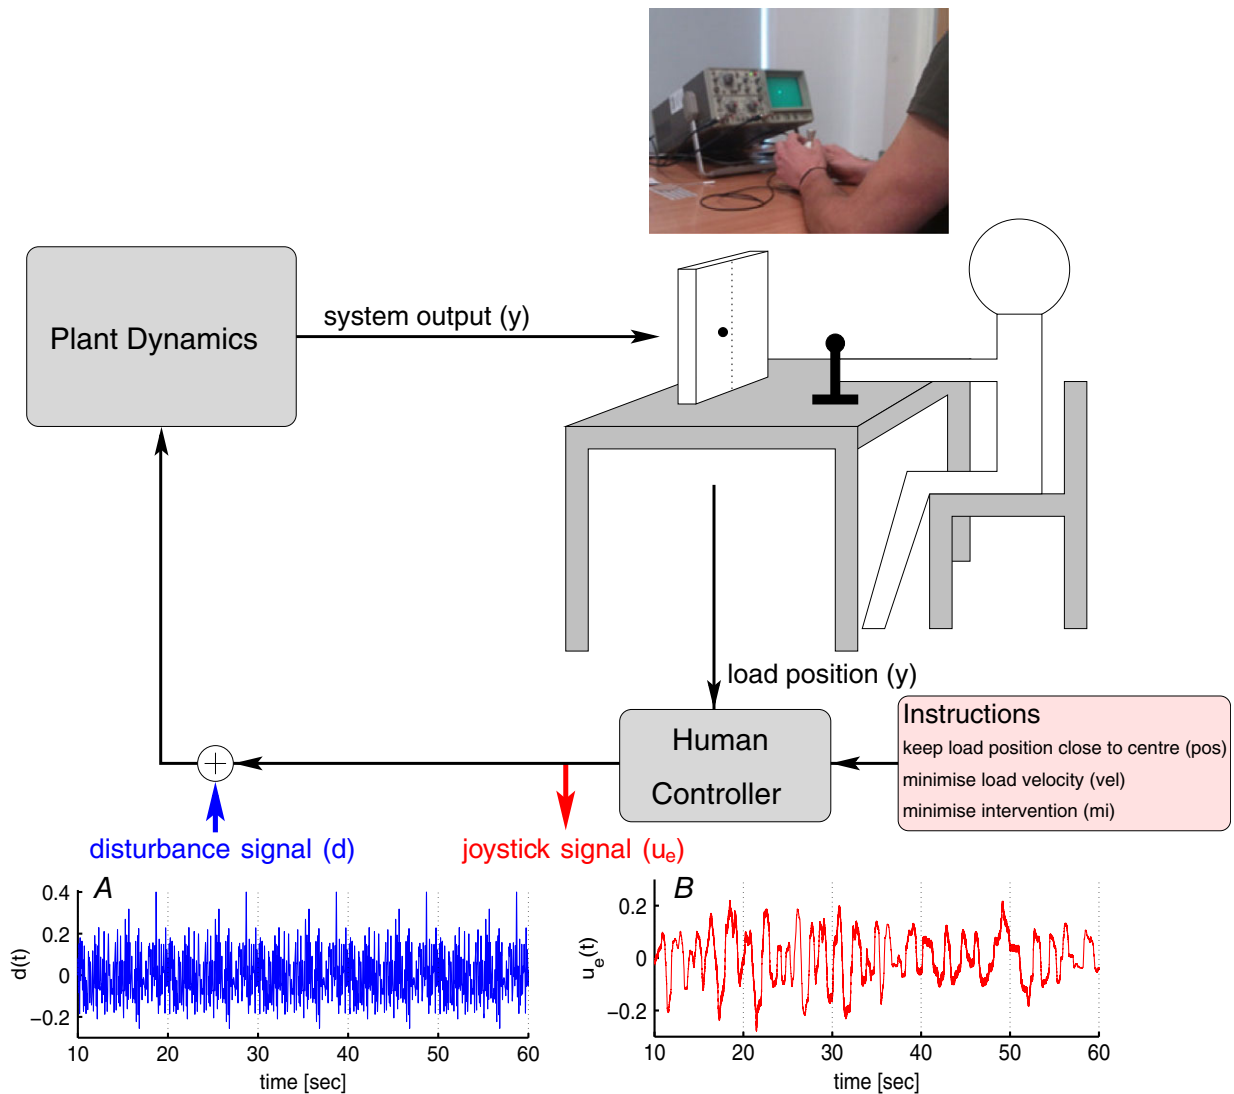 Plant Dynamics
system output (y)
load position (y)
Human
Controller
Instructions
keep load position close to centre (pos)
minimise load velocity (vel)
minimise intervention (mi)
+
disturbance signal (d)
joystick signal (uₑ)
A
0.4
0.2
0
−0.2
d(t)
10 20 30 40 50 60
time [sec]
B
0.2
0
−0.2
uₑ(t)
10 20 30 40 50 60
time [sec]